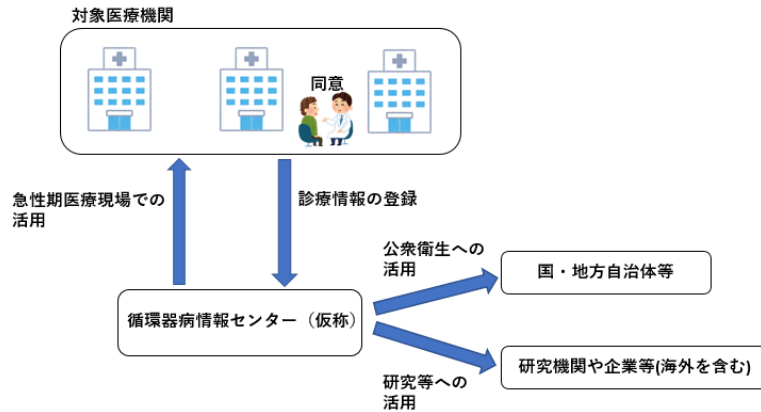 対象医療機関
同意
急性期医療現場での
活用
診療情報の登録
公衆衛生への
活用
国・地方自治体等
循環器病情報センター（仮称）
研究機関や企業等(海外を含む)
研究等への
活用